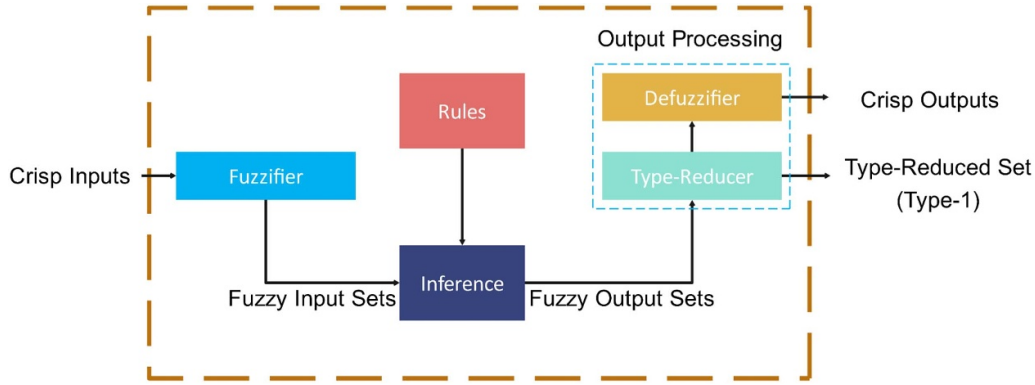 Output Processing
Rules
Defuzzifier
Crisp Outputs
Crisp Inputs
Fuzzifier
Type-Reducer
Type-Reduced Set
(Type-1)
Inference
Fuzzy Input Sets
Fuzzy Output Sets